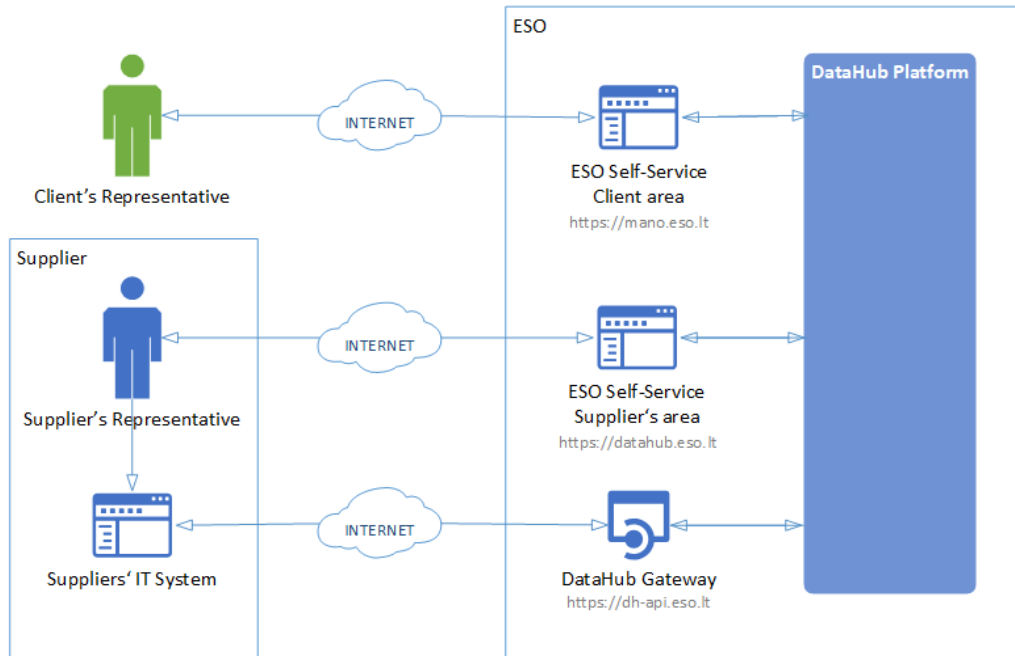 ESO
DataHub Platform
INTERNET
Client's Representative
ESO Self-Service
Client area
https://mano.eso.lt
Supplier
INTERNET
Supplier's Representative
ESO Self-Service
Supplier‘s area
https://datahub.eso.lt
INTERNET
Suppliers‘ IT System
DataHub Gateway
https://dh-api.eso.lt